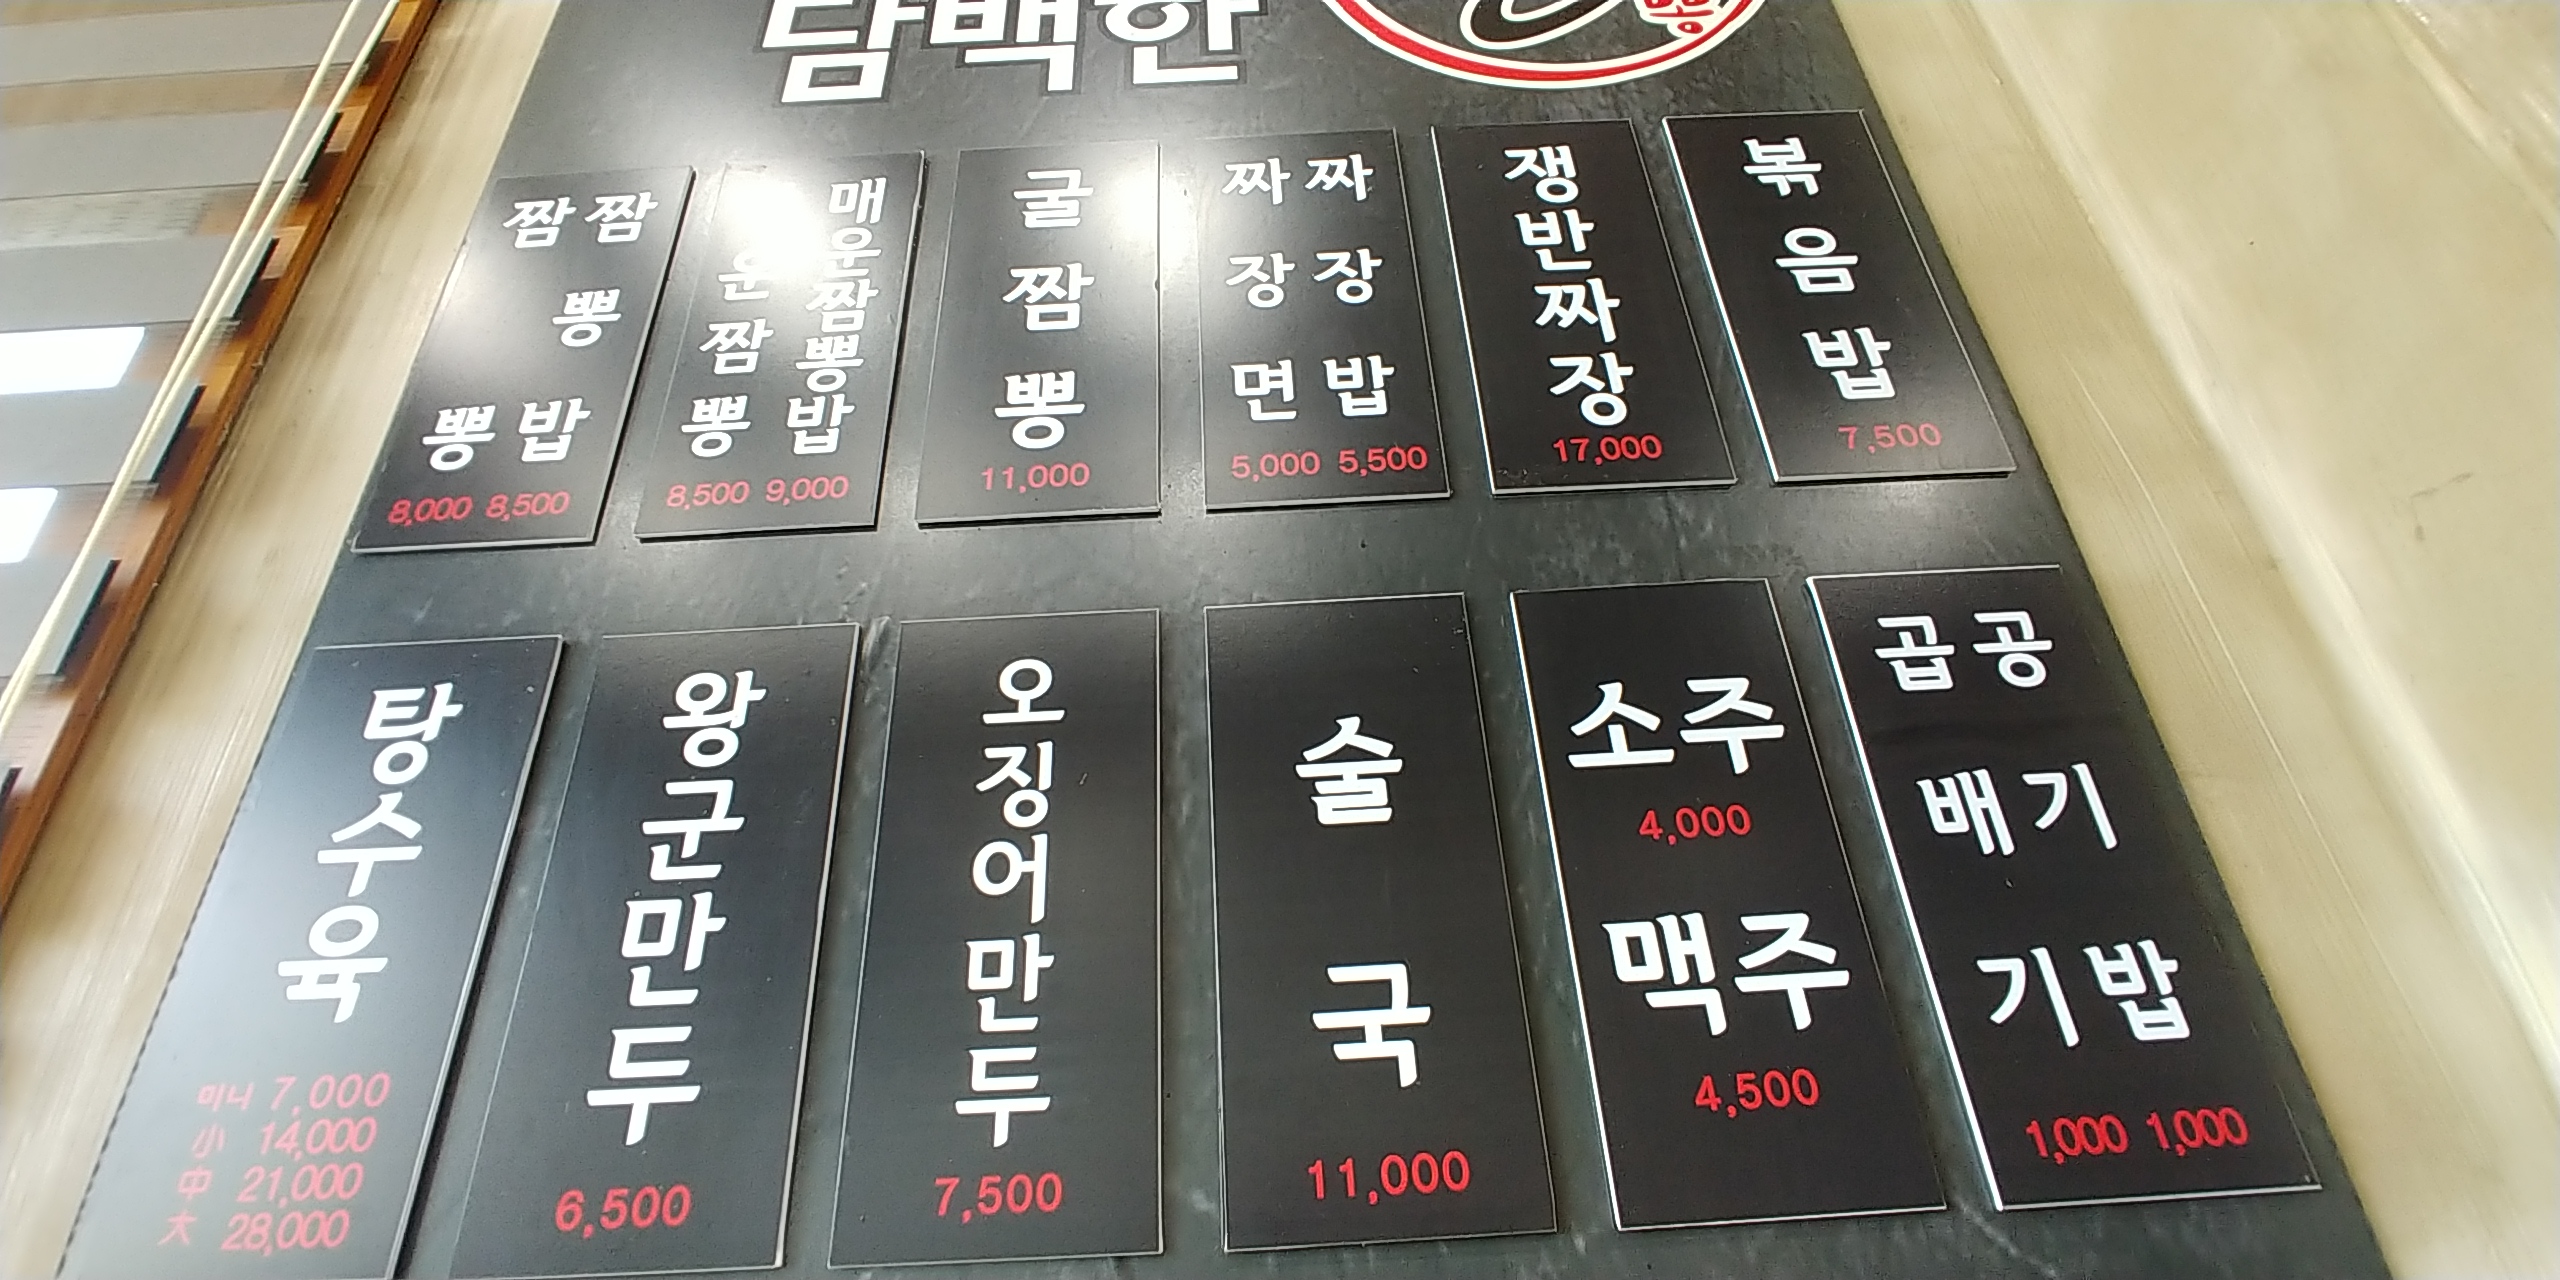 담백한
짬뽕 짬뽕밥
8,000 8,500
운짬뽕 매운짬뽕밥
8,500 9,000
굴짬뽕
11,000
짜장면 짜장밥
5,000 5,500
쟁반짜장
17,000
볶음밥
7,500
탕수육
미니 7,000
小 14,000
中 21,000
大 28,000
왕군만두
6,500
오징어만두
7,500
술국
11,000
소주
4,000
맥주
4,500
곱배기 공기밥
1,000 1,000